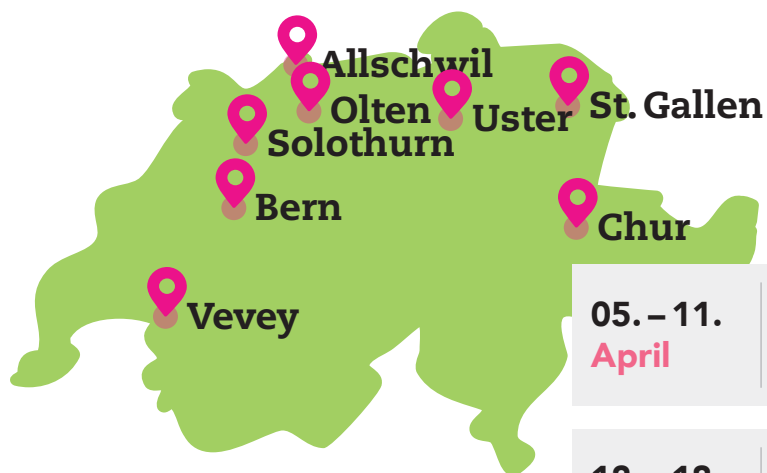 Allschwil
Olten
Uster
St. Gallen
Solothurn
Bern
Chur
Vevey
05. – 11.
April